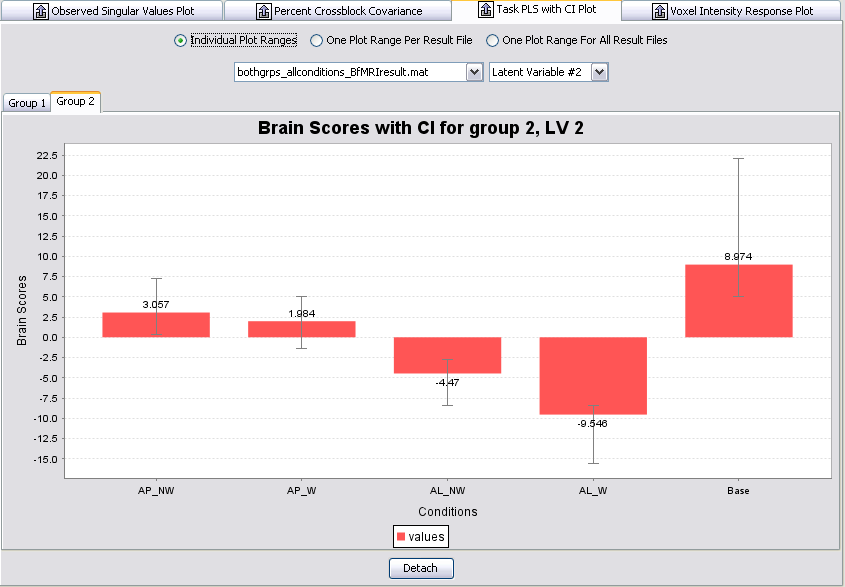 Observed Singular Values Plot
Percent Crossblock Covariance
Task PLS with CI Plot
Voxel Intensity Response Plot
Individual Plot Ranges
One Plot Range Per Result File
One Plot Range For All Result Files
bothgrps_allconditions_BfMRIresult.mat
Latent Variable #2
Group 1
Group 2
Brain Scores with CI for group 2, LV 2
Brain Scores
22.5
20.0
17.5
15.0
12.5
10.0
7.5
5.0
2.5
0.0
-2.5
-5.0
-7.5
-10.0
-12.5
-15.0
3.057
1.984
-4.47
-9.546
8.974
AP_NW
AP_W
AL_NW
AL_W
Base
Conditions
values
Detach